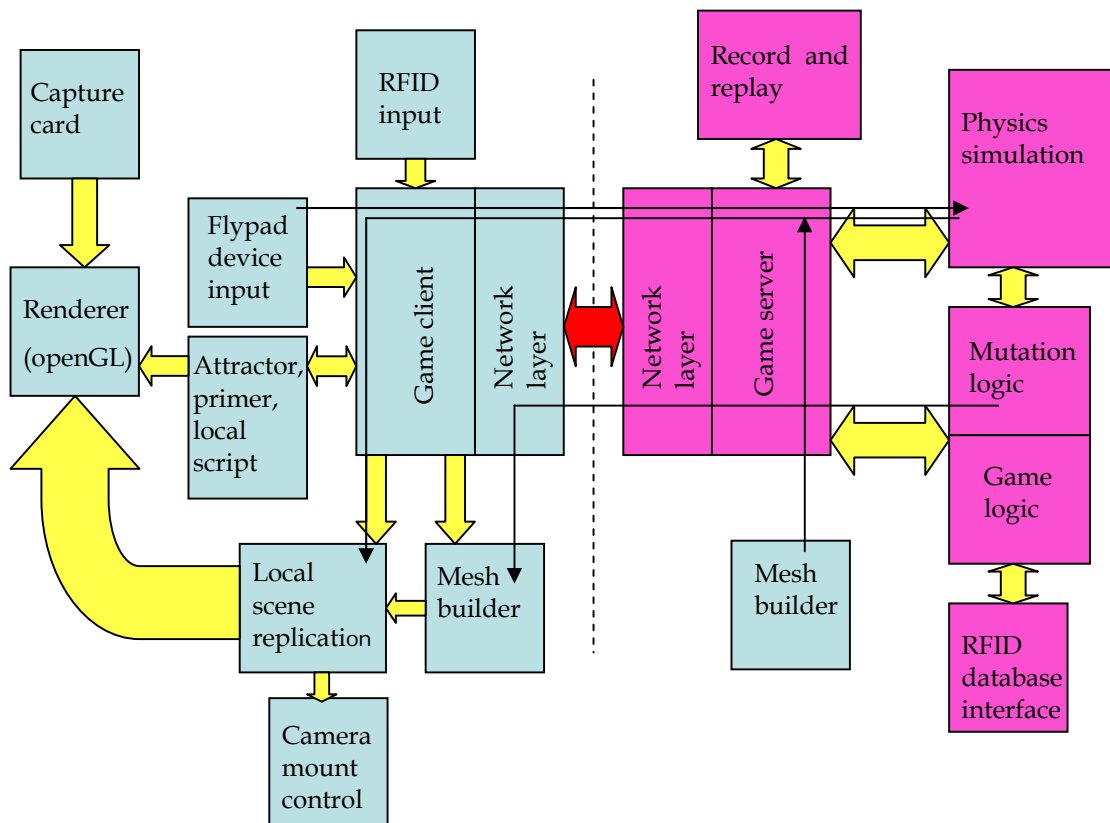 Capture
card
RFID
input
Record and
replay
Physics
simulation
Flypad
device
input
Renderer
(openGL)
Attractor,
primer,
local
script
Game client
Network
layer
Network
layer
Game server
Mutation
logic
Game
logic
Local
scene
replication
Mesh
builder
Mesh
builder
RFID
database
interface
Camera
mount
control